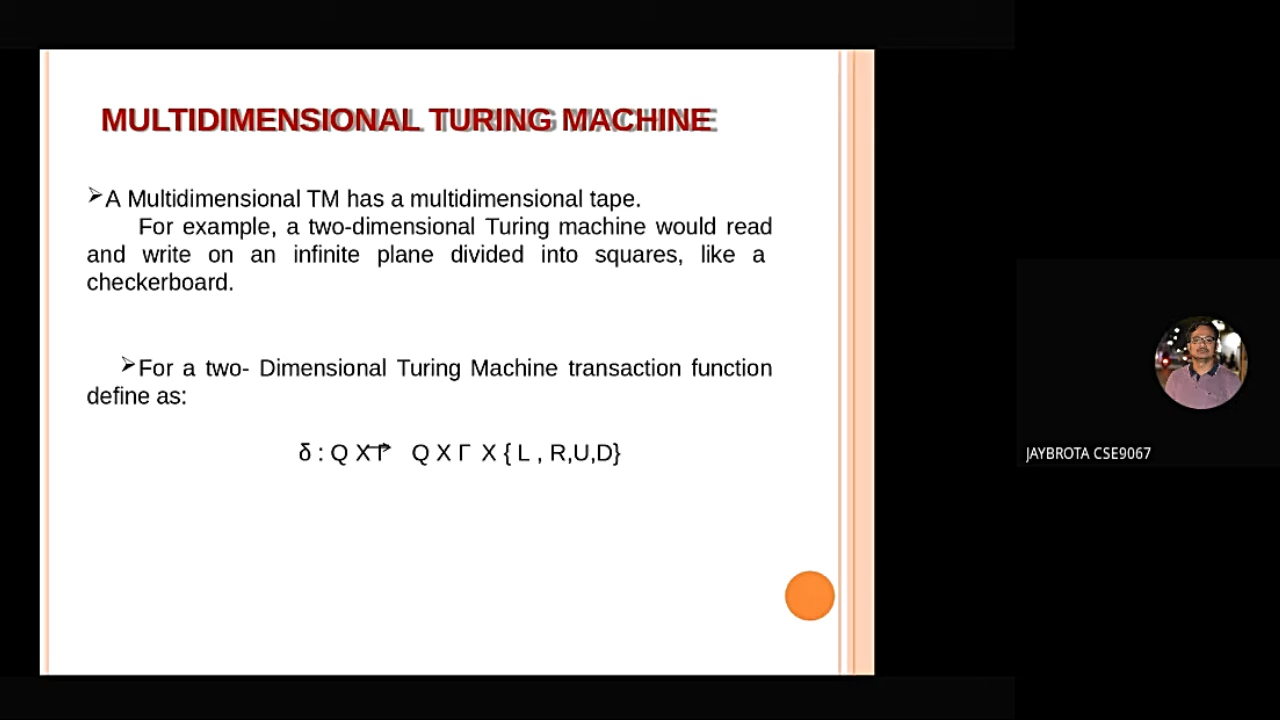 MULTIDIMENSIONAL TURING MACHINE
➢A Multidimensional TM has a multidimensional tape.
For example, a two-dimensional Turing machine would read
and write on an infinite plane divided into squares, like a
checkerboard.
➢For a two- Dimensional Turing Machine transaction function
define as:
δ : Q X Γ → Q X Γ X { L , R,U,D}
JAYBROTA CSE9067